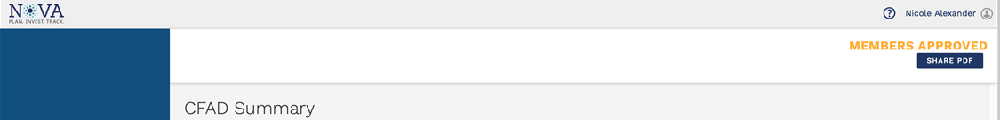 NOVA
PLAN. INVEST. TRACK.
? Nicole Alexander
MEMBERS APPROVED
SHARE PDF
CFAD Summary